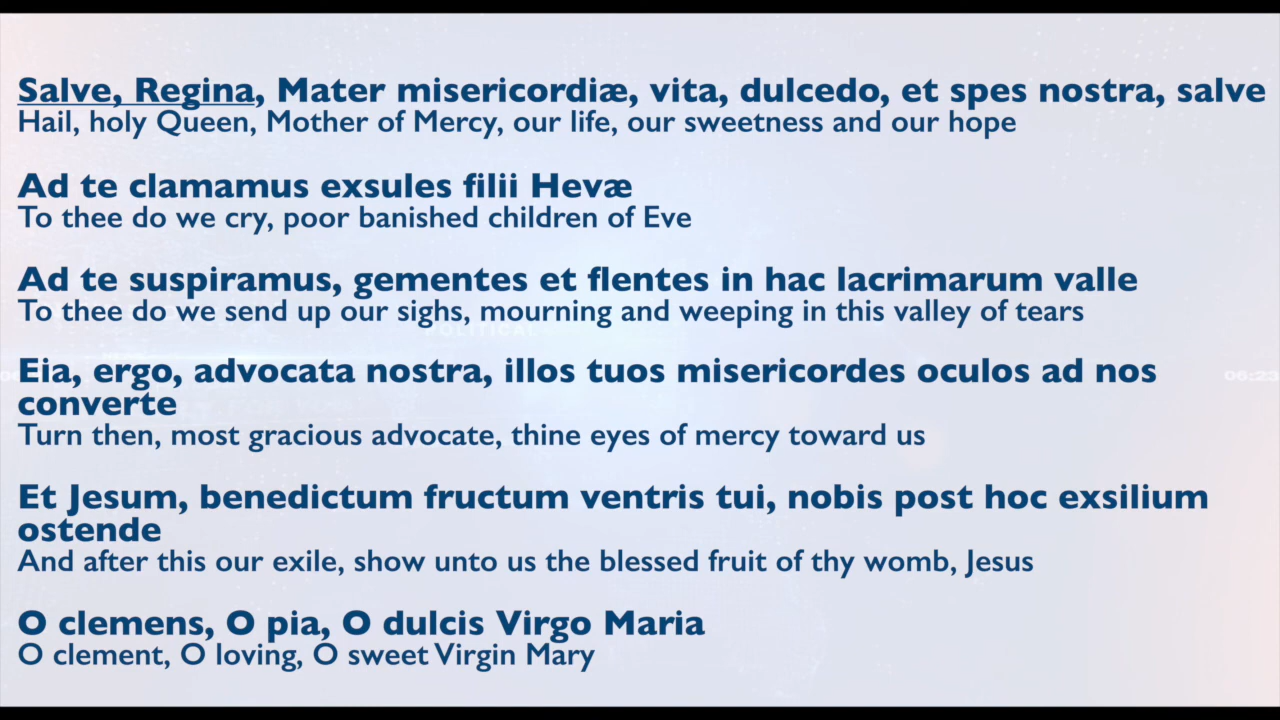 Salve, Regina, Mater misericordiæ, vita, dulcedo, et spes nostra, salve
Hail, holy Queen, Mother of Mercy, our life, our sweetness and our hope
Ad te clamamus exsules filii Hevæ
To thee do we cry, poor banished children of Eve
Ad te suspiramus, gementes et flentes in hac lacrimarum valle
To thee do we send up our sighs, mourning and weeping in this valley of tears
POLITICAL
Eia, ergo, advocata nostra, illos tuos misericordes oculos ad nos
06:23
converte
Turn then, most gracious advocate, thine eyes of mercy toward us
Et Jesum, benedictum fructum ventris tui, nobis post hoc exsilium
ostende
And after this our exile, show unto us the blessed fruit of thy womb, Jesus
O clemens, O pia, O dulcis Virgo Maria
O clement, O loving, O sweet Virgin Mary